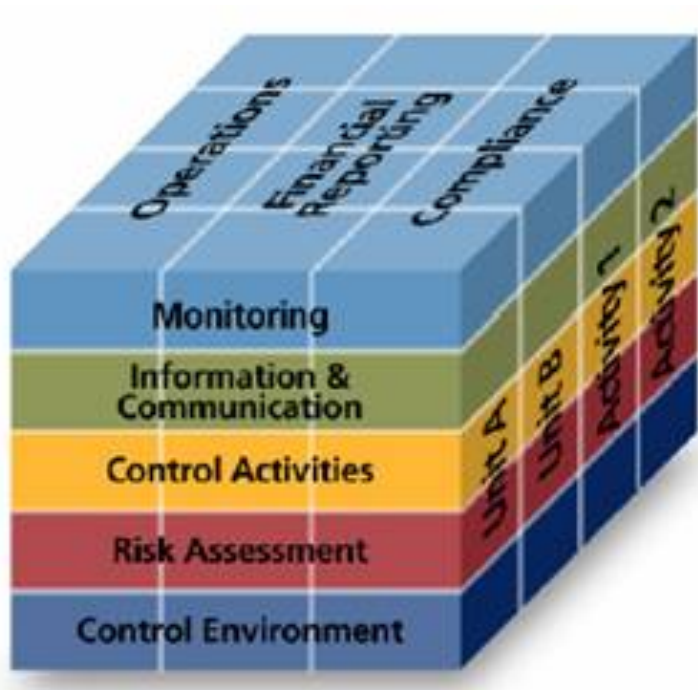 Operations
Financial
Reporting
Compliance
Monitoring
Information &
Communication
Control Activities
Risk Assessment
Control Environment
Unit A
Unit B
Activity 1
Activity 2